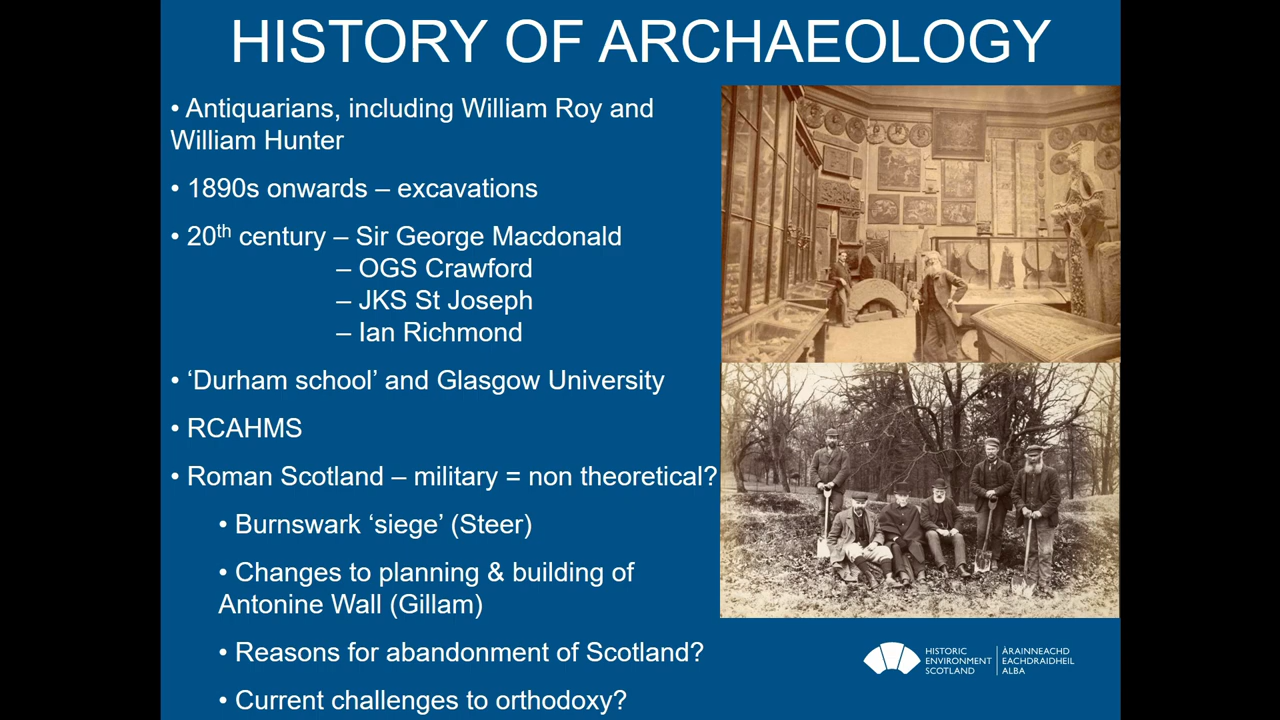 HISTORY OF ARCHAEOLOGY
• Antiquarians, including William Roy and
William Hunter
• 1890s onwards – excavations
• 20th century – Sir George Macdonald
– OGS Crawford
– JKS St Joseph
– Ian Richmond
• ‘Durham school’ and Glasgow University
• RCAHMS
• Roman Scotland – military = non theoretical?
• Burnswark ‘siege’ (Steer)
• Changes to planning & building of
Antonine Wall (Gillam)
• Reasons for abandonment of Scotland?
• Current challenges to orthodoxy?
HISTORIC
ENVIRONMENT
SCOTLAND
ÀRAINNEACHD
EACHDRAIDHEIL
ALBA